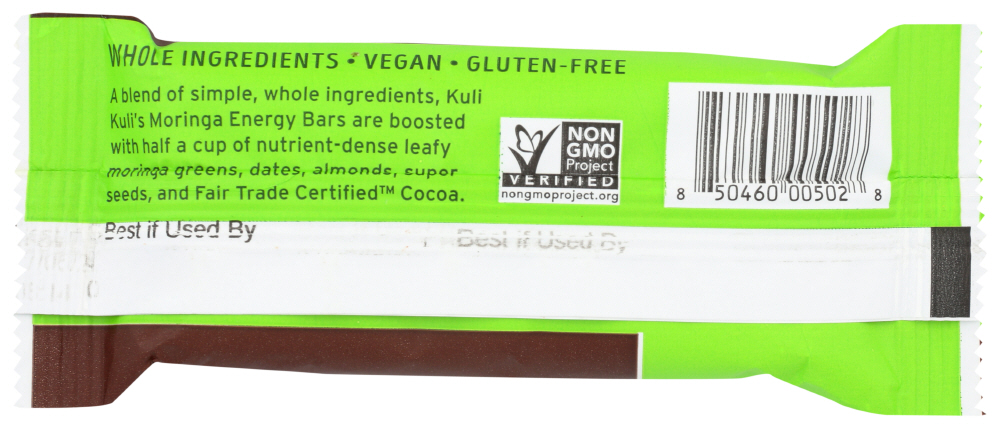 WHOLE INGREDIENTS • VEGAN • GLUTEN-FREE
A blend of simple, whole ingredients, Kuli
Kuli's Moringa Energy Bars are boosted
with half a cup of nutrient-dense leafy
moringa greens, dates, almonds, super
seeds, and Fair Trade Certified™ Cocoa.
NON
GMO
Project
VERIFIED
nongmoproject.org
8 50460 00502 8
Best if Used By
Best if Used By